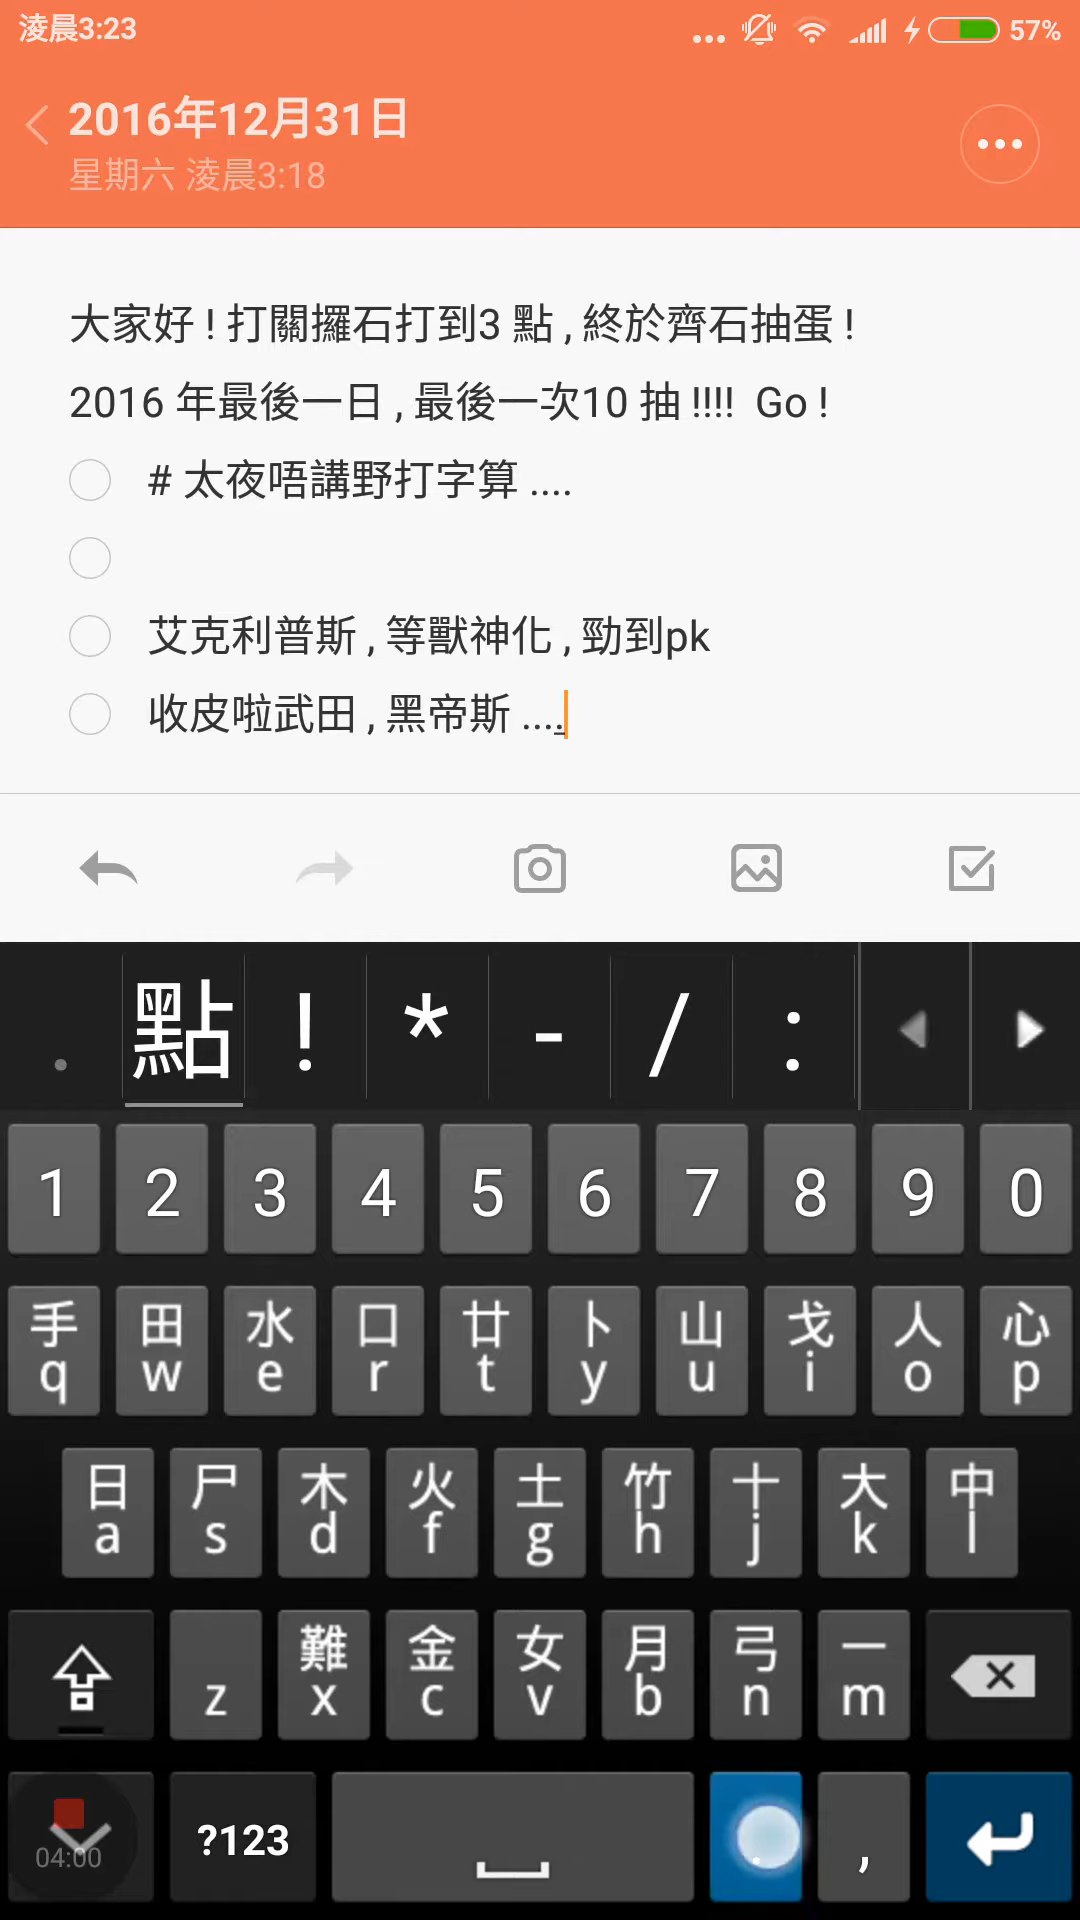 凌晨3:23
57%
2016年12月31日
星期六 凌晨3:18
大家好 ! 打關攞石打到3 點 , 終於齊石抽蛋 !
2016 年最後一日 , 最後一次10 抽 !!!! Go !
# 太夜唔講野打字算 ....
艾克利普斯 , 等獸神化 , 勁到pk
收皮啦武田 , 黑帝斯 ....
. 點 ! * - / :
1 2 3 4 5 6 7 8 9 0
手 田 水 口 廿 卜 山 戈 人 心
q w e r t y u i o p
日 尸 木 火 土 竹 十 大 中
a s d f g h j k l
難 金 女 月 弓 一
z x c v b n m
?123 . ,
04:00